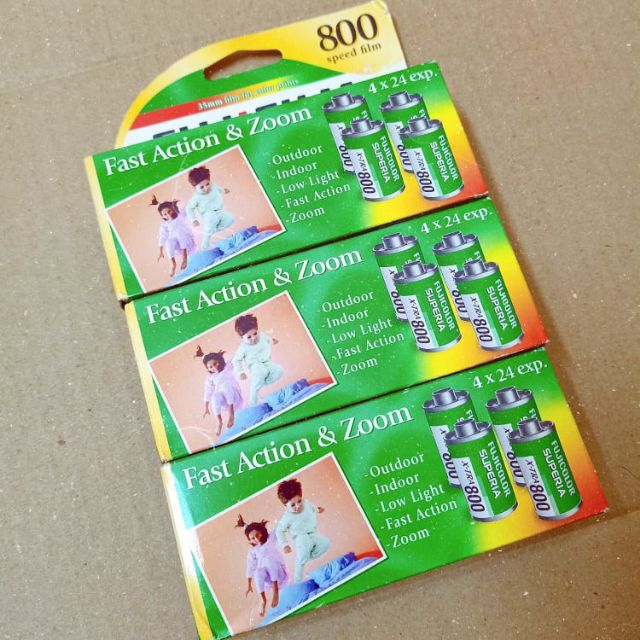 800
speed film
35mm film for color prints
4 x 24 exp.
Fast Action & Zoom
-Outdoor
-Indoor
-Low Light
-Fast Action
-Zoom
FUJICOLOR
SUPERIA
X-TRA 800
800
4 x 24 exp.
Fast Action & Zoom
-Outdoor
-Indoor
-Low Light
-Fast Action
-Zoom
FUJICOLOR
SUPERIA
X-TRA 800
800
4 x 24 exp.
Fast Action & Zoom
-Outdoor
-Indoor
-Low Light
-Fast Action
-Zoom
FUJICOLOR
SUPERIA
X-TRA 800
800